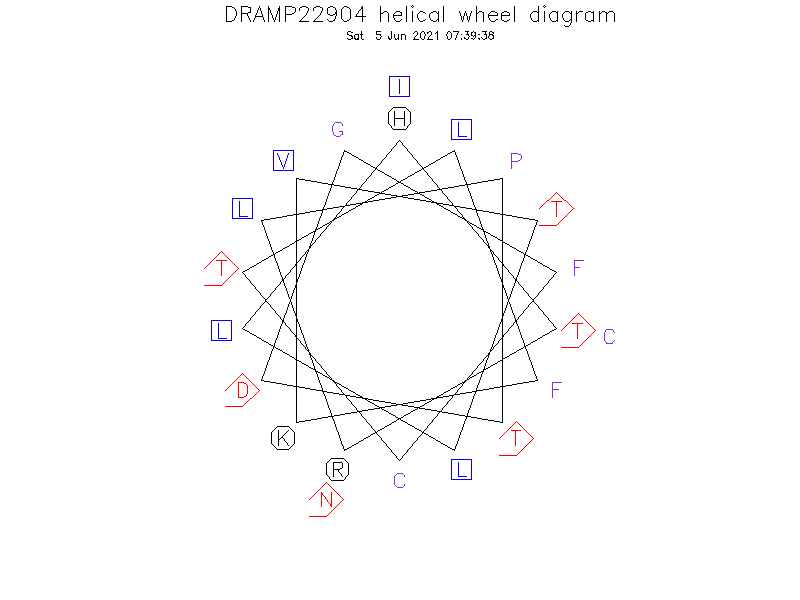 DRAMP22904 helical wheel diagram
Sat 5 Jun 2021 07:39:38
I
H
G
L
V
P
L
T
T
F
L
T
C
D
F
K
T
R
C
L
N